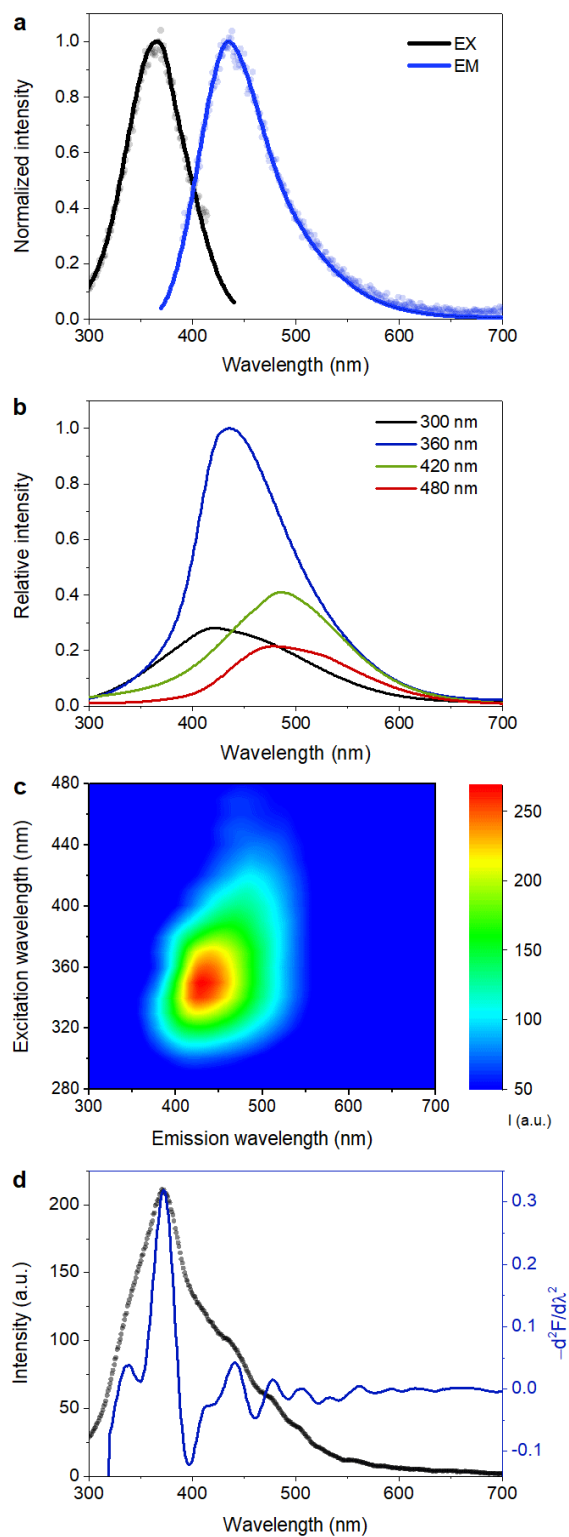 a
EX
EM
Normalized intensity
1.0
0.8
0.6
0.4
0.2
0.0
300 400 500 600 700
Wavelength (nm)
b
300 nm
360 nm
420 nm
480 nm
Relative intensity
1.0
0.8
0.6
0.4
0.2
0.0
300 400 500 600 700
Wavelength (nm)
c
Excitation wavelength (nm)
480
440
400
360
320
280
300 400 500 600 700
Emission wavelength (nm)
250
200
150
100
50
I (a.u.)
d
Intensity (a.u.)
200
150
100
50
0
0.3
0.2
0.1
0.0
-0.1
–d²F/dλ²
300 400 500 600 700
Wavelength (nm)